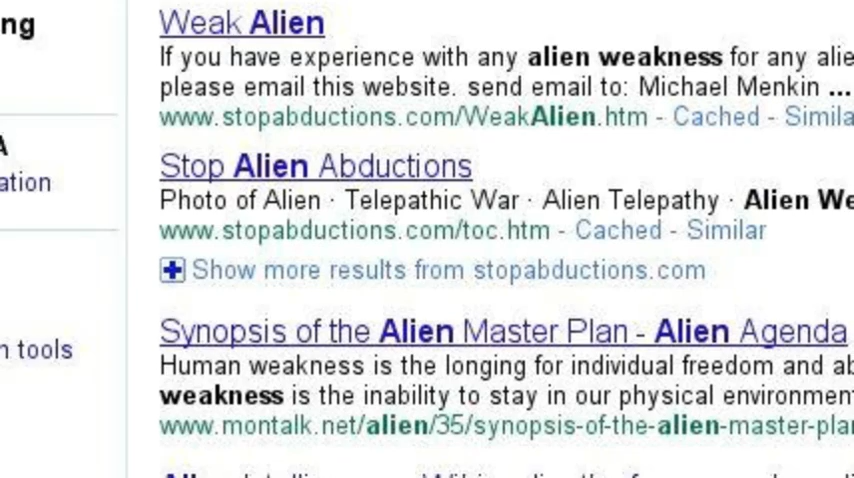 ng
A
ation
n tools
Weak Alien
If you have experience with any alien weakness for any alie
please email this website. send email to: Michael Menkin ...
www.stopabductions.com/WeakAlien.htm - Cached - Simila
Stop Alien Abductions
Photo of Alien · Telepathic War · Alien Telepathy · Alien We
www.stopabductions.com/toc.htm - Cached - Similar
Show more results from stopabductions.com
Synopsis of the Alien Master Plan - Alien Agenda
Human weakness is the longing for individual freedom and ab
weakness is the inability to stay in our physical environment
www.montalk.net/alien/35/synopsis-of-the-alien-master-plan